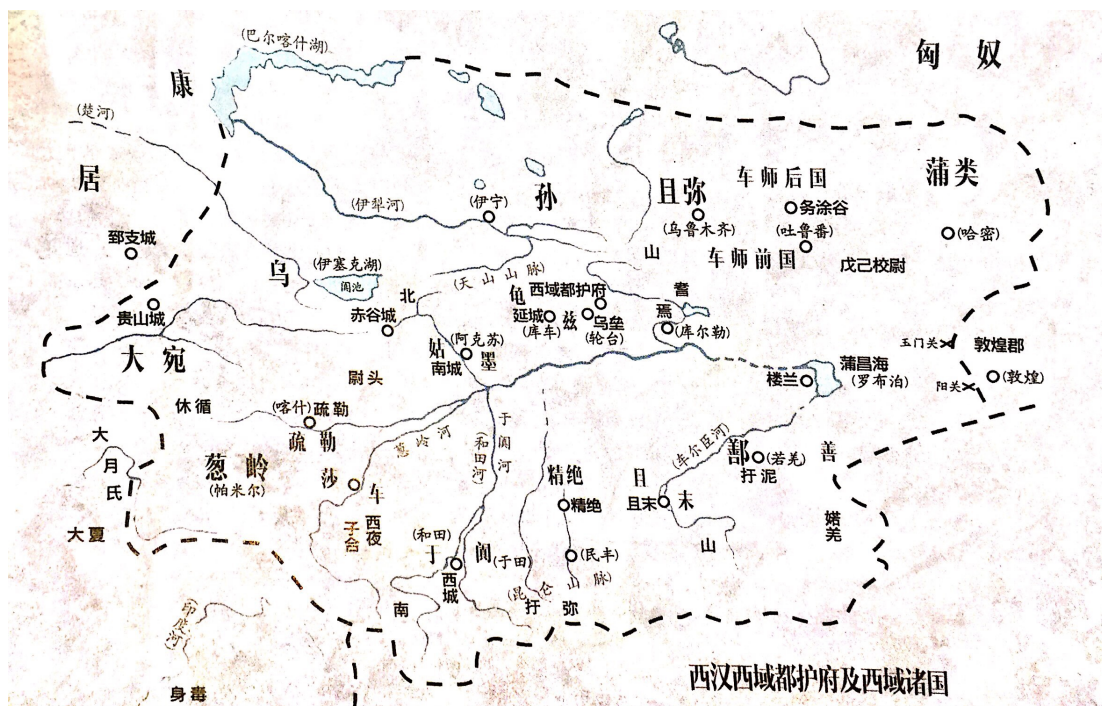 (巴尔喀什湖)
匈奴
康
(楚河)
居
孙
且弥
车师后国
蒲类
(伊犁河)
(伊宁)
(乌鲁木齐)
务涂谷
(吐鲁番)
(哈密)
郅支城
乌
(伊塞克湖)
阗池
(天山山脉)
山
车师前国
戊己校尉
贵山城
赤谷城
北
龟兹
西域都护府
延城
(库车)
乌垒
(轮台)
焉耆
(库尔勒)
大宛
姑墨
(阿克苏)
南城
尉头
玉门关
敦煌郡
(敦煌)
阳关
楼兰
蒲昌海
(罗布泊)
休循
(喀什)疏勒
疏勒
葱岭河
于阗河
(和田河)
(车尔臣河)
大月氏
葱岭
(帕米尔)
莎车
精绝
精绝
且末
且末
鄯善
(若羌)
扜泥
婼羌
大夏
西夜
子合
(和田)
于阗
(于田)
西城
(民丰)
山
南
(昆仑山脉)
扜弥
(印度河)
身毒
西汉西域都护府及西域诸国